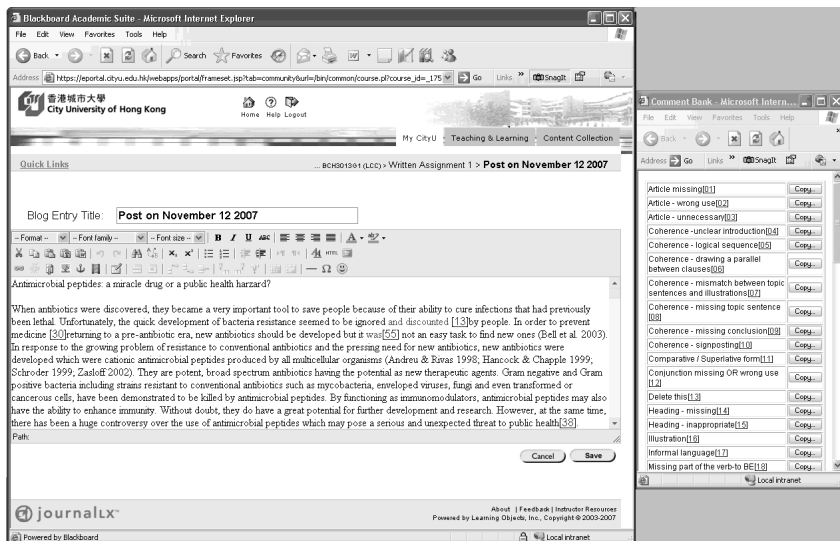 Blackboard Academic Suite - Microsoft Internet Explorer
File Edit View Favorites Tools Help
Back Search Favorites
Address https://eportal.cityu.edu.hk/webapps/portal/frameset.jsp?tab=community&url=/bin/common/course.pl?course_id=_175 Go Links » SnagIt
香港城市大學
City University of Hong Kong
Home Help Logout
My CityU Teaching & Learning Content Collection
Quick Links
... BCH3013G1 (LCC) > Written Assignment 1 > Post on November 12 2007
Blog Entry Title: Post on November 12 2007
-- Format -- -- Font family -- -- Font size -- B I U ABC
HTML
Antimicrobial peptides: a miracle drug or a public health harzard?
When antibiotics were discovered, they became a very important tool to save people because of their ability to cure infections that had previously
been lethal. Unfortunately, the quick development of bacteria resistance seemed to be ignored and discounted [13]by people. In order to prevent
medicine [30]returning to a pre-antibiotic era, new antibiotics should be developed but it was[55] not an easy task to find new ones (Bell et al. 2003).
In response to the growing problem of resistance to conventional antibiotics and the pressing need for new antibiotics, new antibiotics were
developed which were cationic antimicrobial peptides produced by all multicellular organisms (Andreu & Rivas 1998; Hancock & Chapple 1999;
Schroder 1999; Zasloff 2002). They are potent, broad spectrum antibiotics having the potential as new therapeutic agents. Gram negative and Gram
positive bacteria including strains resistant to conventional antibiotics such as mycobacteria, enveloped viruses, fungi and even transformed or
cancerous cells, have been demonstrated to be killed by antimicrobial peptides. By functioning as immunomodulators, antimicrobial peptides may also
have the ability to enhance immunity. Without doubt, they do have a great potential for further development and research. However, at the same time,
there has been a huge controversy over the use of antimicrobial peptides which may pose a serious and unexpected threat to public health[38].
Path:
Cancel Save
journalLX™
About | Feedback | Instructor Resources
Powered by Learning Objects, Inc., Copyright © 2003-2007
Powered by Blackboard Local intranet
Comment Bank - Microsoft Intern...
File Edit View Favorites Tools Help
Back
Address Go Links » SnagIt
Article missing[01] Copy...
Article - wrong use[02] Copy...
Article - unnecessary[03] Copy...
Coherence -unclear introduction[04] Copy...
Coherence - logical sequence[05] Copy...
Coherence - drawing a parallel
between clauses[06] Copy...
Coherence - mismatch between topic
sentences and illustrations[07] Copy...
Coherence - missing topic sentence
[08] Copy...
Coherence - missing conclusion[09] Copy...
Coherence - signposting[10] Copy...
Comparative / Superlative form[11] Copy...
Conjunction missing OR wrong use
[12] Copy...
Delete this[13] Copy...
Heading - missing[14] Copy...
Heading - inappropriate[15] Copy...
Illustration[16] Copy...
Informal language[17] Copy...
Missing part of the verb-to BE[18] Copy...
Local intranet